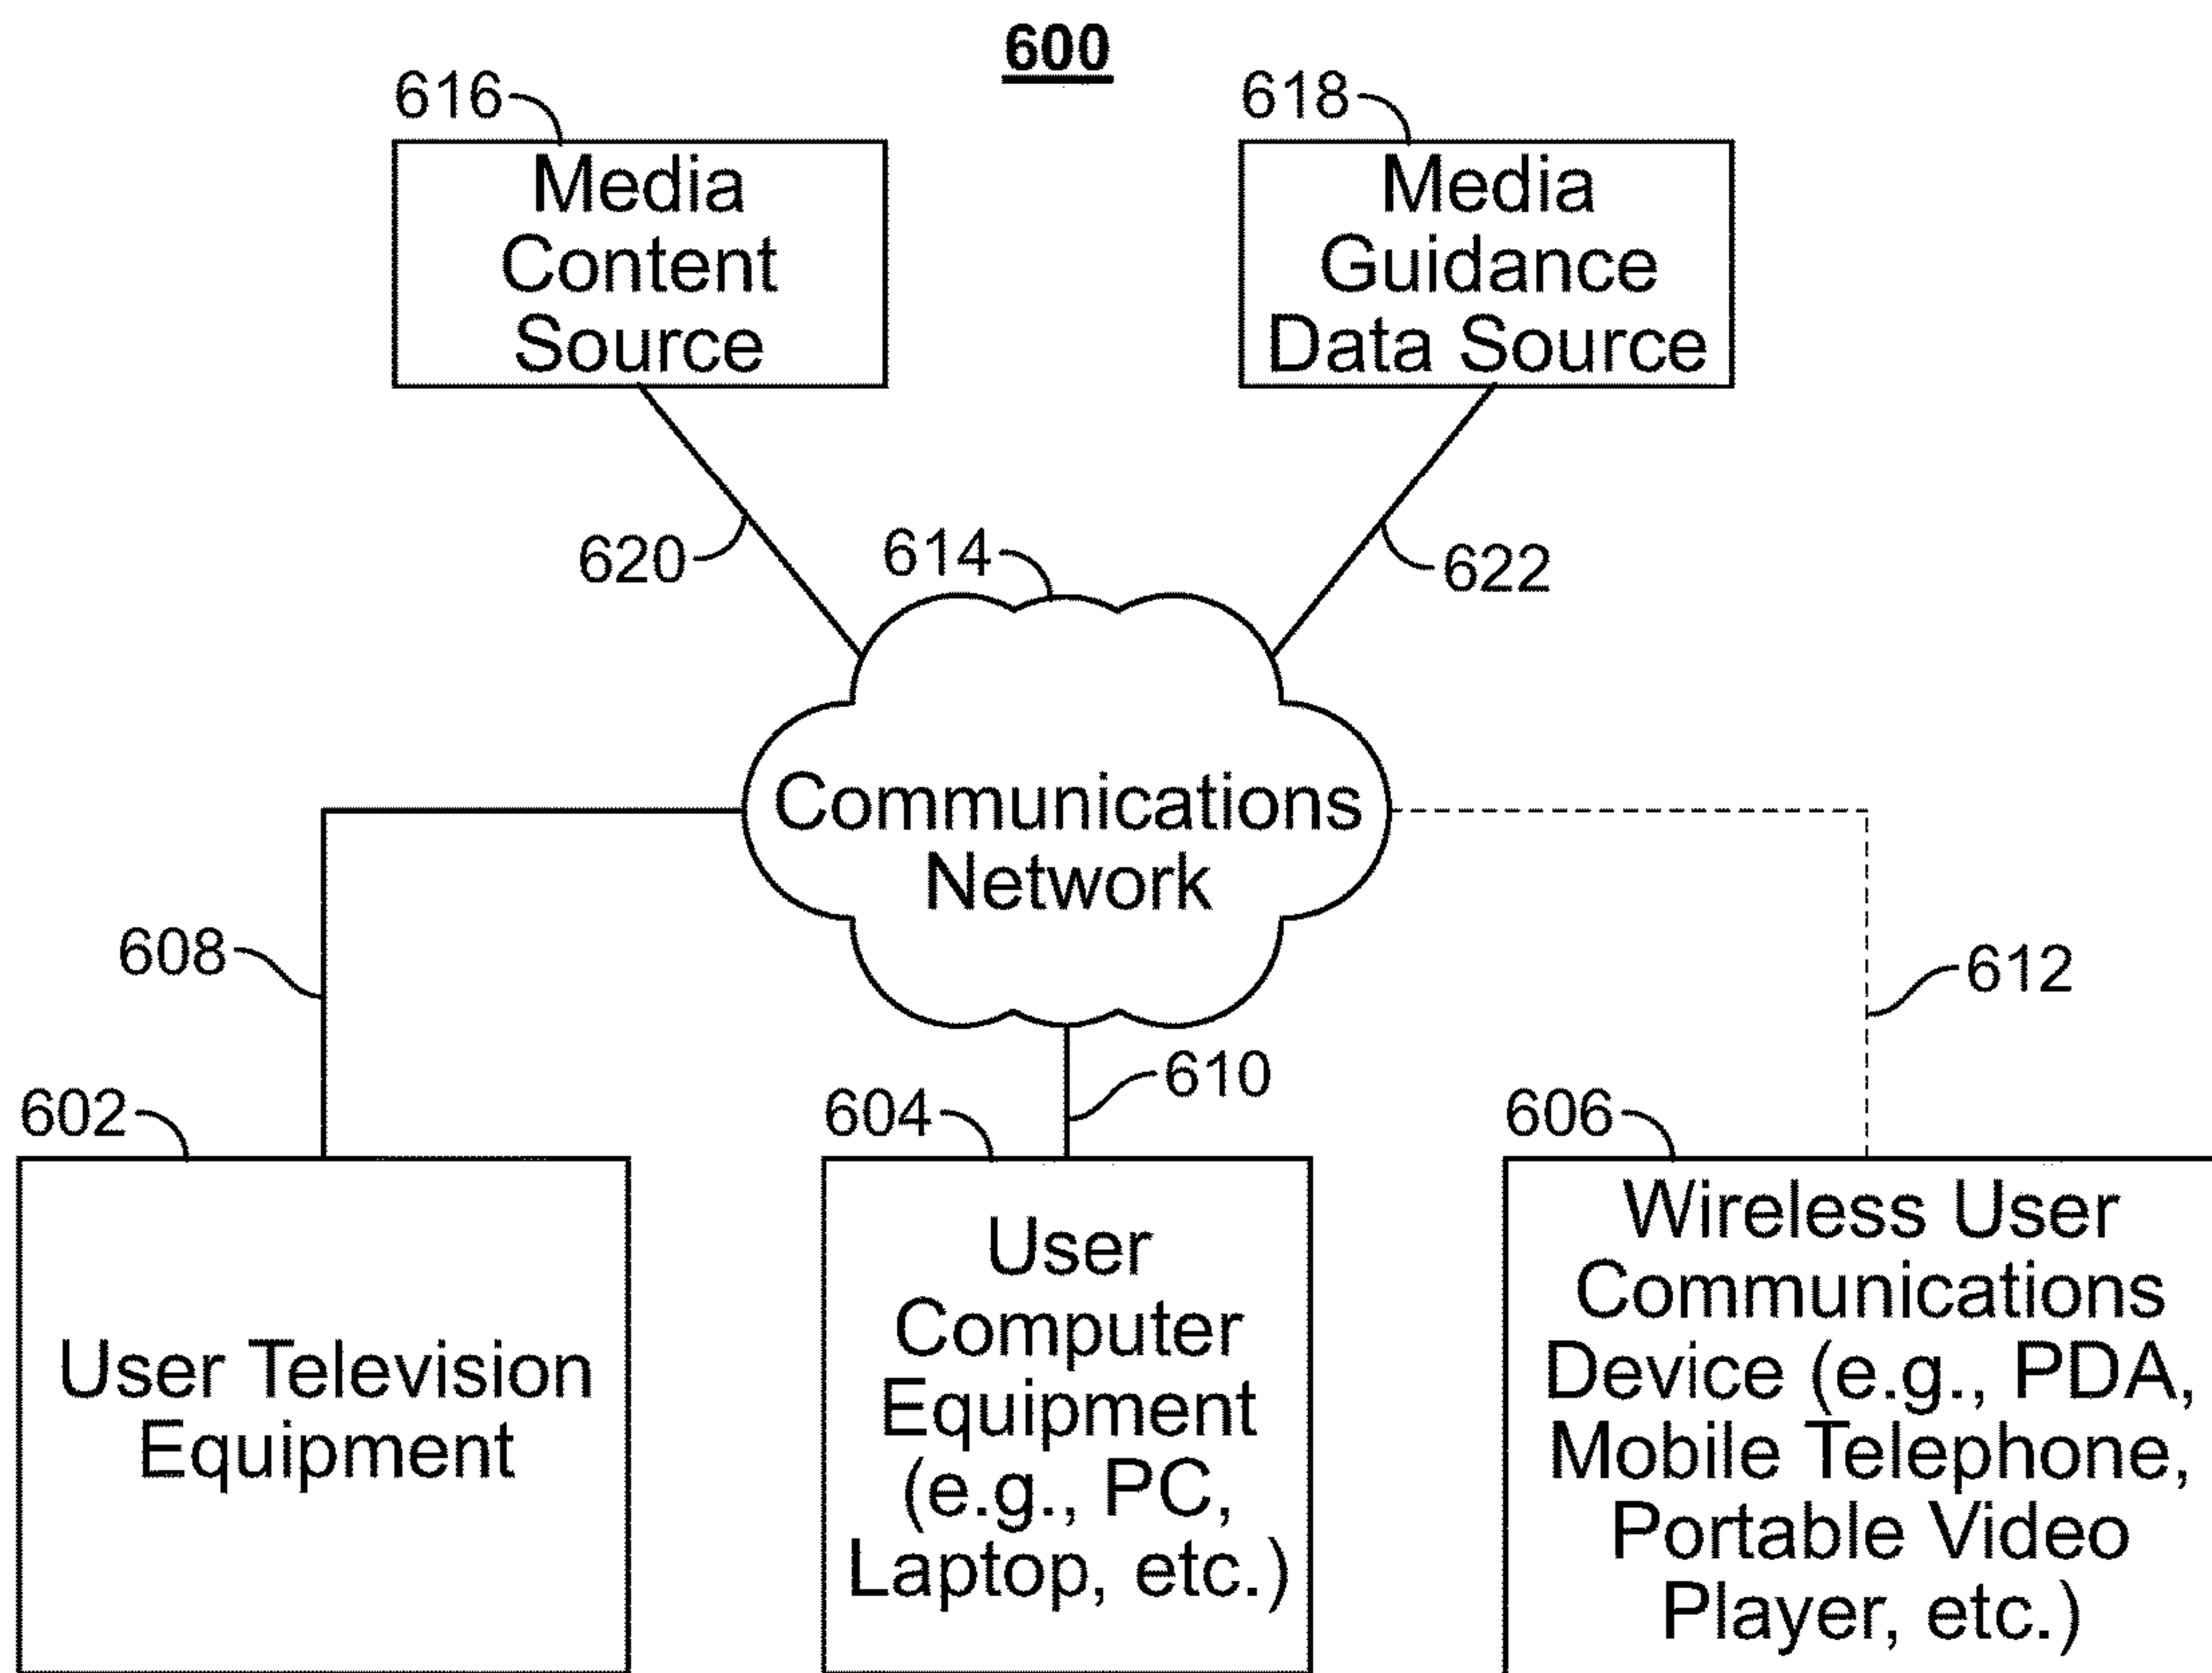 600
616
618
Media
Content
Source
Media
Guidance
Data Source
620
614
622
Communications
Network
608
612
610
602
604
606
User Television
Equipment
User
Computer
Equipment
(e.g., PC,
Laptop, etc.)
Wireless User
Communications
Device (e.g., PDA,
Mobile Telephone,
Portable Video
Player, etc.)